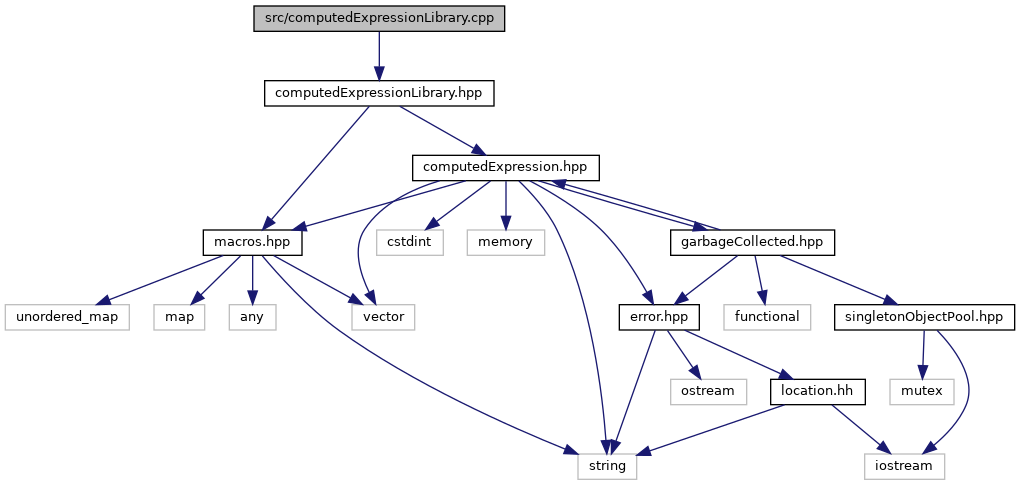 src/computedExpressionLibrary.cpp
computedExpressionLibrary.hpp
computedExpression.hpp
macros.hpp
cstdint
memory
garbageCollected.hpp
unordered_map
map
any
vector
error.hpp
functional
singletonObjectPool.hpp
ostream
location.hh
mutex
string
iostream